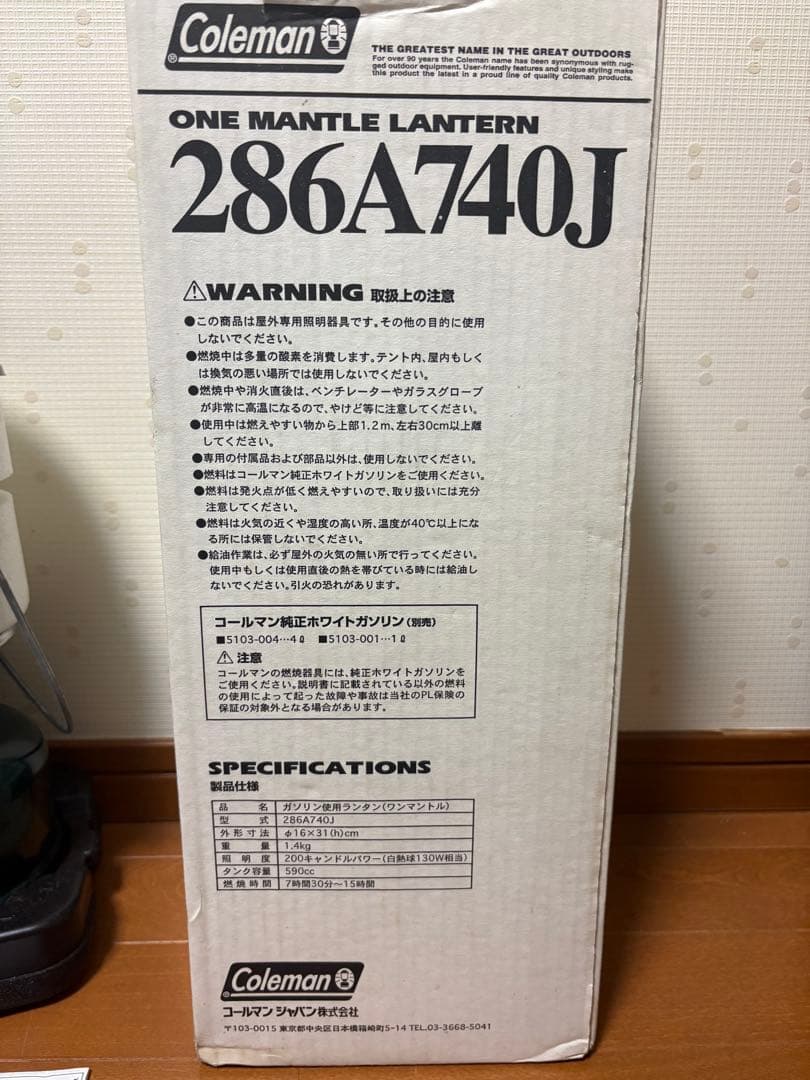 Coleman
THE GREATEST NAME IN THE GREAT OUTDOORS
For over 90 years the Coleman name has been synonymous with rug-
ged outdoor equipment. User-friendly features and unique styling make
this product the latest in a proud line of quality Coleman products.
ONE MANTLE LANTERN
286A740J
⚠WARNING 取扱上の注意
●この商品は屋外専用照明器具です。その他の目的に使用
しないでください。
●燃焼中は多量の酸素を消費します。テント内、屋内もしく
は換気の悪い場所では使用しないでください。
●燃焼中や消火直後は、ベンチレーターやガラスグローブ
が非常に高温になるので、やけど等に注意してください。
●使用中は燃えやすい物から上部1.2m、左右30cm以上離
してください。
●専用の付属品および部品以外は、使用しないでください。
●燃料はコールマン純正ホワイトガソリンをご使用ください。
●燃料は発火点が低く燃えやすいので、取り扱いには充分
注意してください。
●燃料は火気の近くや湿度の高い所、温度が40℃以上にな
る所には保管しないでください。
●給油作業は、必ず屋外の火気の無い所で行ってください。
使用中もしくは使用直後の熱を帯びている時には給油し
ないでください。引火の恐れがあります。
コールマン純正ホワイトガソリン(別売)
■5103-004…4ℓ ■5103-001…1ℓ
⚠注意
コールマンの燃焼器具には、純正ホワイトガソリンを
ご使用ください。説明書に記載されている以外の燃料
の使用によって起った故障や事故は当社のPL保険の
保証の対象外となる場合があります。
SPECIFICATIONS
製品仕様
品名 ガソリン使用ランタン(ワンマントル)
型式 286A740J
外形寸法 φ16×31(h)cm
重量 1.4kg
照明度 200キャンドルパワー(白熱球130W相当)
タンク容量 590cc
燃焼時間 7時間30分〜15時間
Coleman
コールマン ジャパン株式会社
〒103-0015 東京都中央区日本橋箱崎町5-14 TEL.03-3668-5041